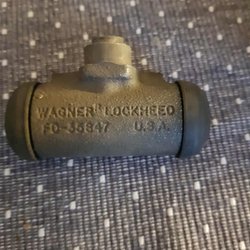 WAGNER LOCKHEED
FD-35847 U.S.A.